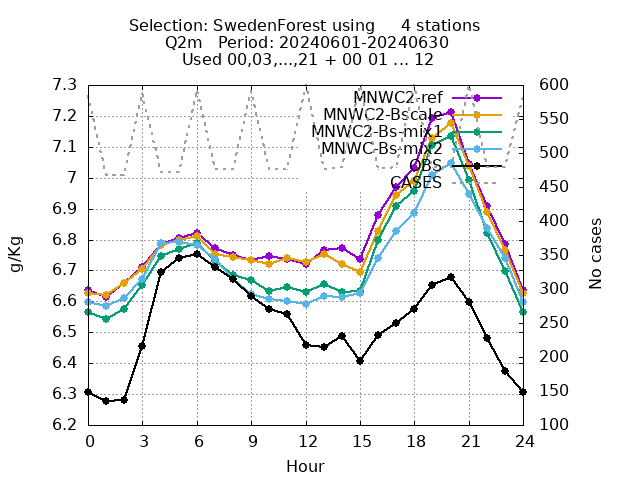 Selection: SwedenForest using 4 stations
Q2m Period: 20240601-20240630
Used 00,03,...,21 + 00 01 ... 12
7.3
7.2
7.1
7
6.9
6.8
6.7
6.6
6.5
6.4
6.3
6.2
g/Kg
MNWC2-ref
MNWC2-Bscale
MNWC2-Bs-mix1
MNWC-Bs-mix2
OBS
CASES
600
550
500
450
400
350
300
250
200
150
100
No cases
0 3 6 9 12 15 18 21 24
Hour